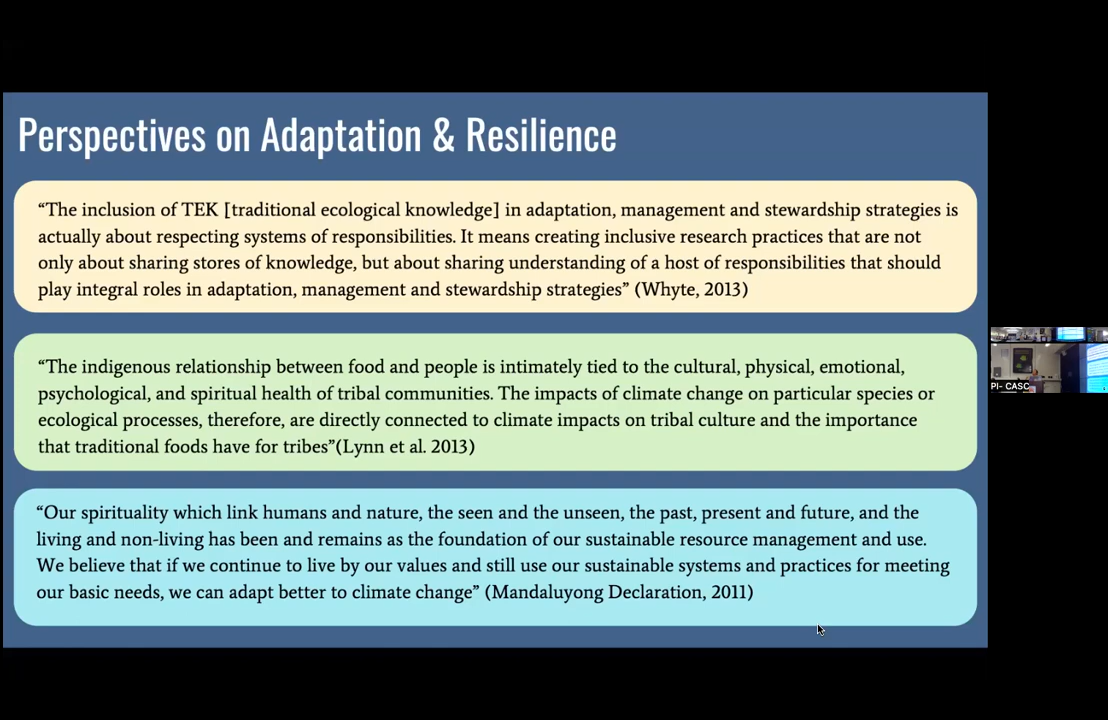 Perspectives on Adaptation & Resilience
“The inclusion of TEK [traditional ecological knowledge] in adaptation, management and stewardship strategies is
actually about respecting systems of responsibilities. It means creating inclusive research practices that are not
only about sharing stores of knowledge, but about sharing understanding of a host of responsibilities that should
play integral roles in adaptation, management and stewardship strategies” (Whyte, 2013)
“The indigenous relationship between food and people is intimately tied to the cultural, physical, emotional,
psychological, and spiritual health of tribal communities. The impacts of climate change on particular species or
ecological processes, therefore, are directly connected to climate impacts on tribal culture and the importance
that traditional foods have for tribes”(Lynn et al. 2013)
“Our spirituality which link humans and nature, the seen and the unseen, the past, present and future, and the
living and non-living has been and remains as the foundation of our sustainable resource management and use.
We believe that if we continue to live by our values and still use our sustainable systems and practices for meeting
our basic needs, we can adapt better to climate change” (Mandaluyong Declaration, 2011)
PI- CASC